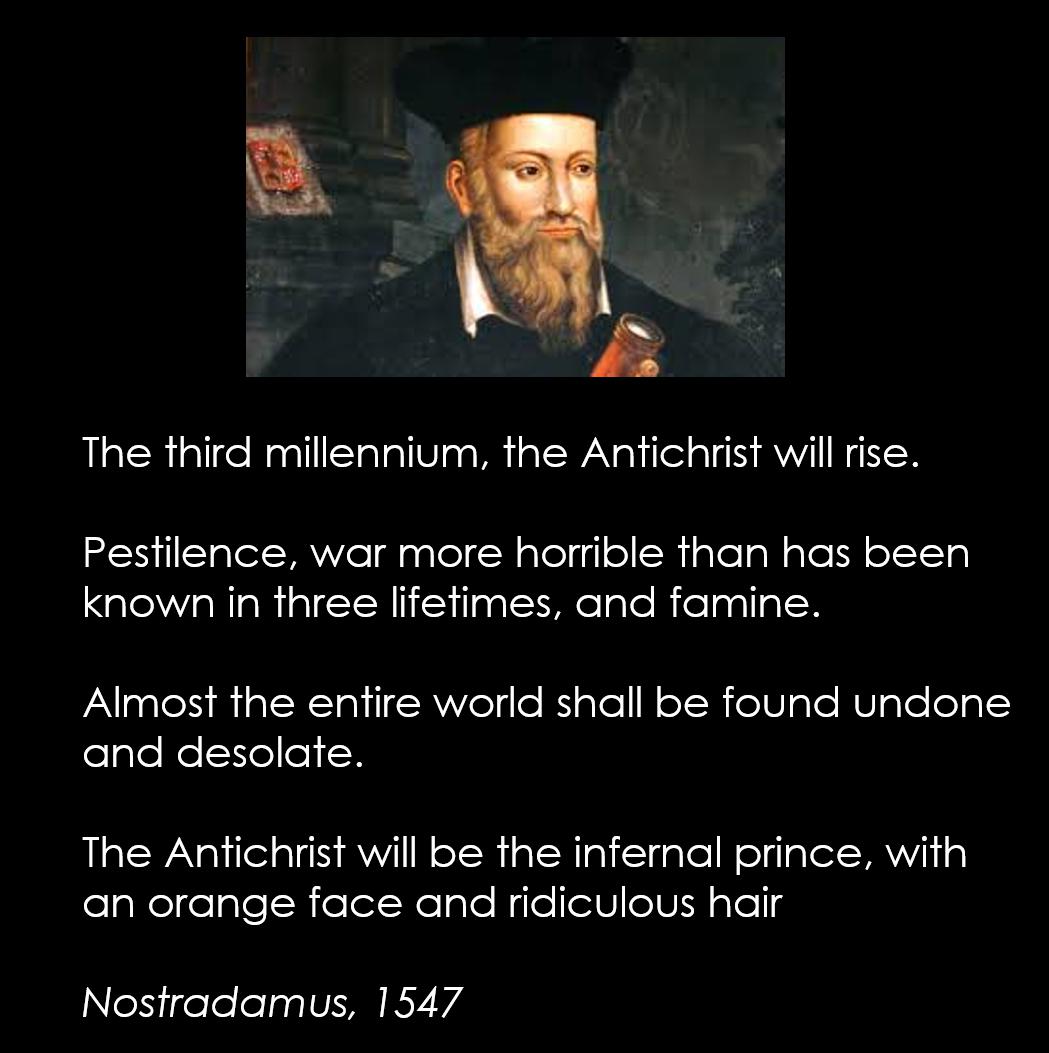 The third millennium, the Antichrist will rise.
Pestilence, war more horrible than has been
known in three lifetimes, and famine.
Almost the entire world shall be found undone
and desolate.
The Antichrist will be the infernal prince, with
an orange face and ridiculous hair
Nostradamus, 1547